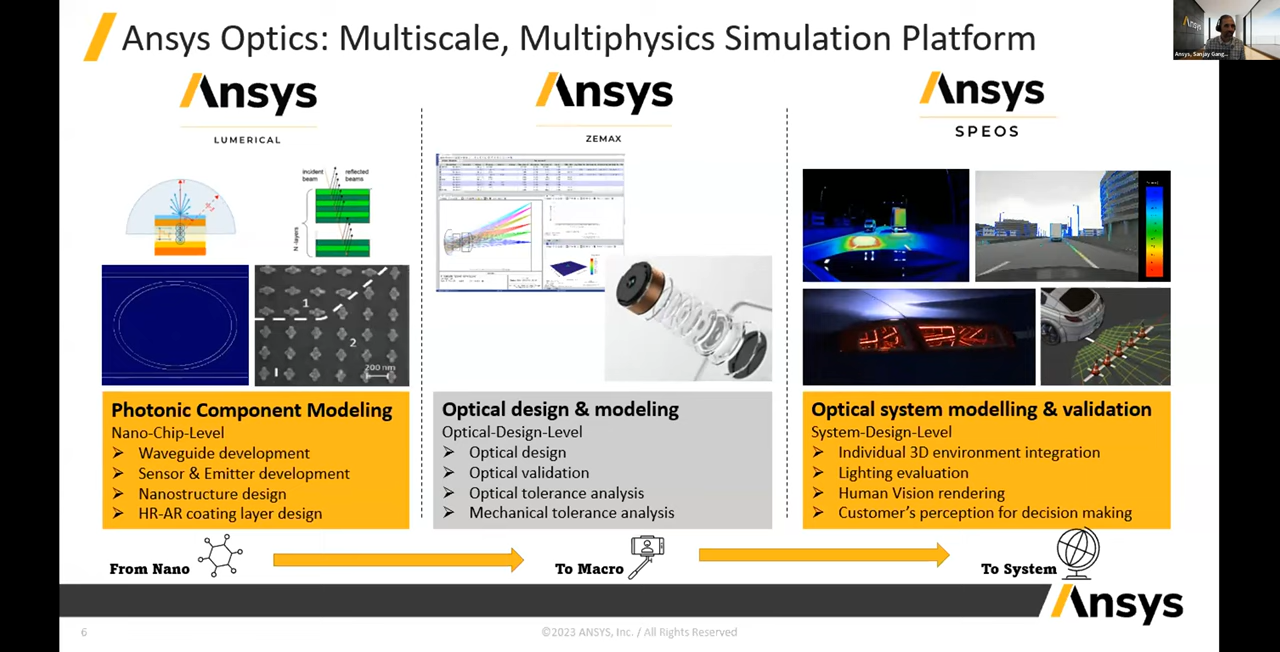 Ansys Optics: Multiscale, Multiphysics Simulation Platform
Ansys, Sanjay Gang...
Ansys
LUMERICAL
incident beam
reflected beams
N-layers
1
2
200 nm
Photonic Component Modeling
Nano-Chip-Level
➢ Waveguide development
➢ Sensor & Emitter development
➢ Nanostructure design
➢ HR-AR coating layer design
Ansys
ZEMAX
Optical design & modeling
Optical-Design-Level
➢ Optical design
➢ Optical validation
➢ Optical tolerance analysis
➢ Mechanical tolerance analysis
Ansys
SPEOS
Optical system modelling & validation
System-Design-Level
➢ Individual 3D environment integration
➢ Lighting evaluation
➢ Human Vision rendering
➢ Customer's perception for decision making
From Nano
To Macro
To System
Ansys
6
©2023 ANSYS, Inc. / All Rights Reserved